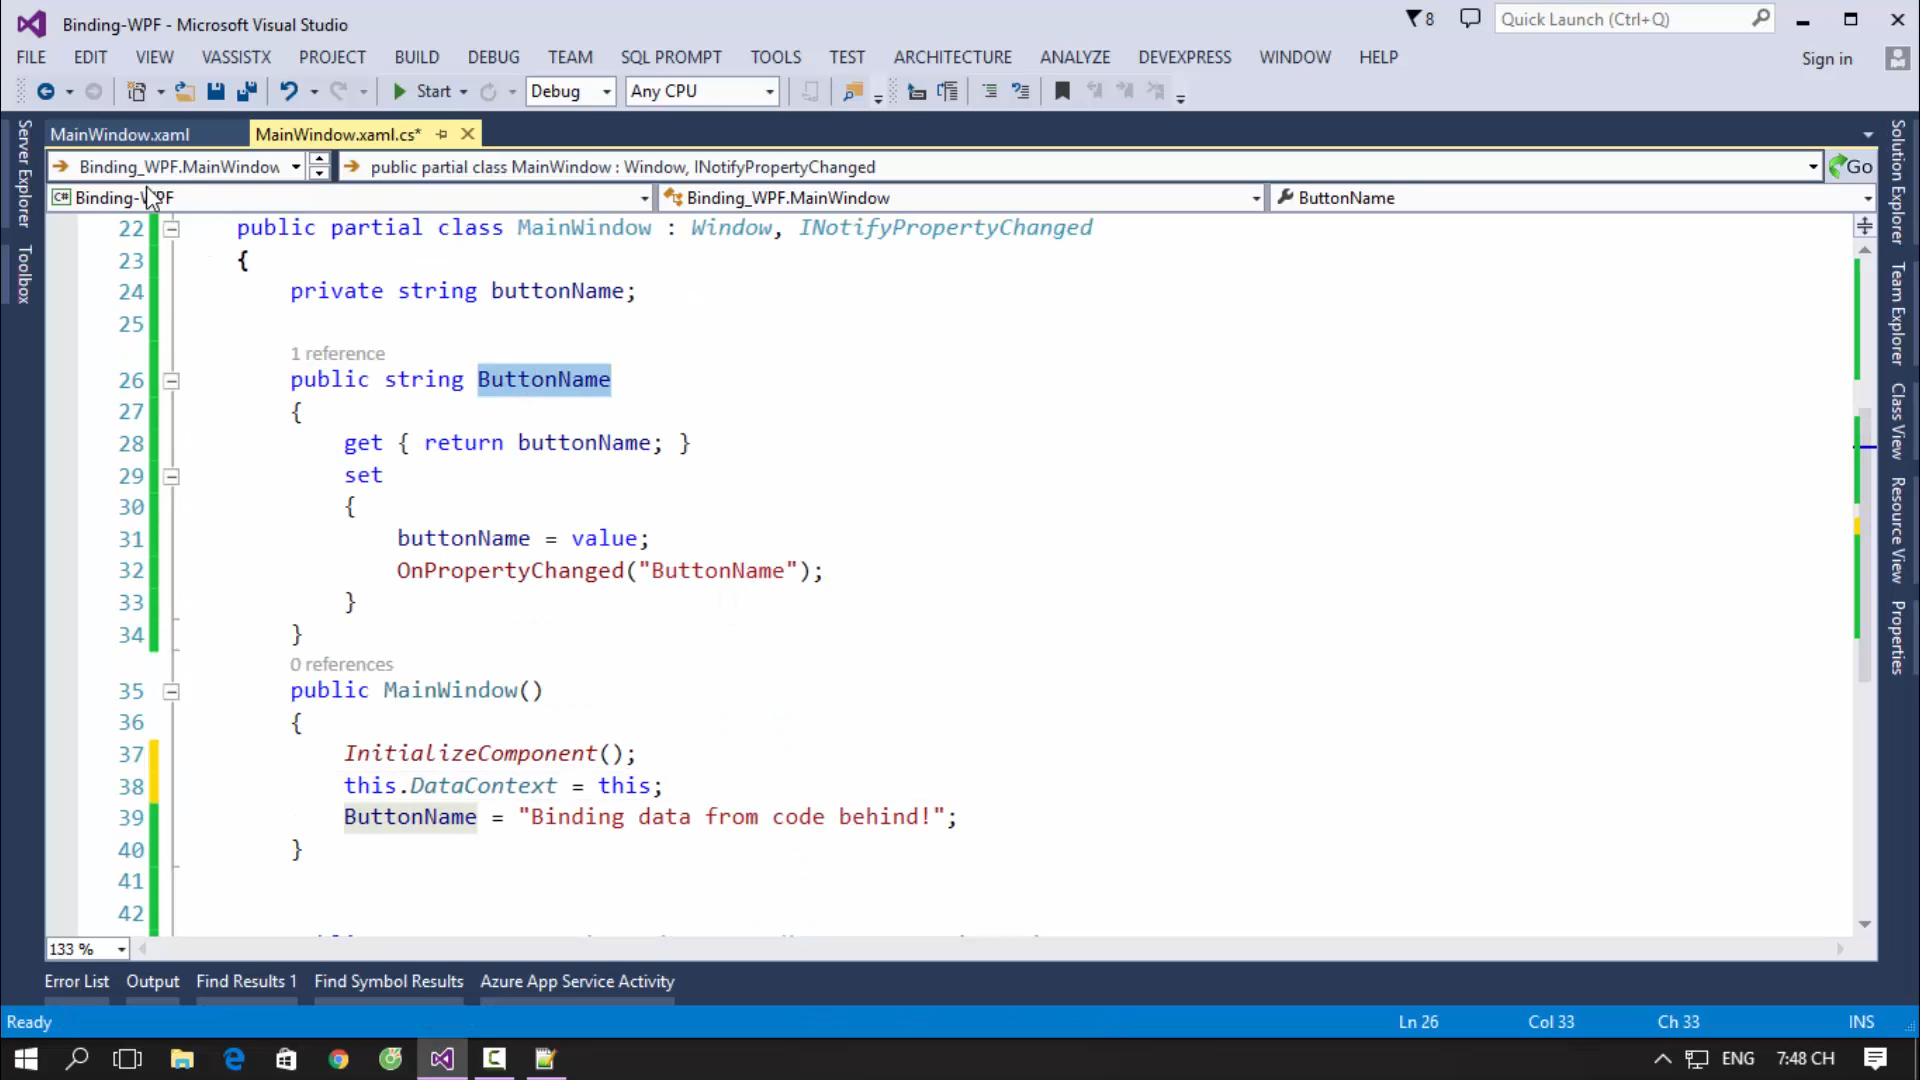 Binding-WPF - Microsoft Visual Studio
8
Quick Launch (Ctrl+Q)
FILE EDIT VIEW VASSISTX PROJECT BUILD DEBUG TEAM SQL PROMPT TOOLS TEST ARCHITECTURE ANALYZE DEVEXPRESS WINDOW HELP
Sign in
Start Debug Any CPU
MainWindow.xaml MainWindow.xaml.cs*
Binding_WPF.MainWindow public partial class MainWindow : Window, INotifyPropertyChanged Go
C# Binding-WPF Binding_WPF.MainWindow ButtonName
22 public partial class MainWindow : Window, INotifyPropertyChanged
23 {
24 private string buttonName;
25
1 reference
26 public string ButtonName
27 {
28 get { return buttonName; }
29 set
30 {
31 buttonName = value;
32 OnPropertyChanged("ButtonName");
33 }
34 }
0 references
35 public MainWindow()
36 {
37 InitializeComponent();
38 this.DataContext = this;
39 ButtonName = "Binding data from code behind!";
40 }
41
42
133 %
Server Explorer
Toolbox
Solution Explorer
Team Explorer
Class View
Resource View
Properties
Error List Output Find Results 1 Find Symbol Results Azure App Service Activity
Ready Ln 26 Col 33 Ch 33 INS
ENG 7:48 CH